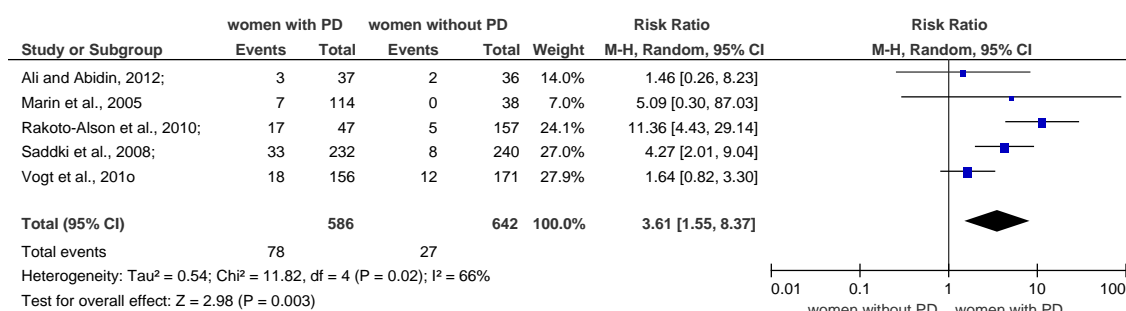 women with PD women without PD Risk Ratio Risk Ratio
Study or Subgroup Events Total Events Total Weight M-H, Random, 95% CI M-H, Random, 95% CI
Ali and Abidin, 2012; 3 37 2 36 14.0% 1.46 [0.26, 8.23]
Marin et al., 2005 7 114 0 38 7.0% 5.09 [0.30, 87.03]
Rakoto-Alson et al., 2010; 17 47 5 157 24.1% 11.36 [4.43, 29.14]
Saddki et al., 2008; 33 232 8 240 27.0% 4.27 [2.01, 9.04]
Vogt et al., 201o 18 156 12 171 27.9% 1.64 [0.82, 3.30]
Total (95% CI) 586 642 100.0% 3.61 [1.55, 8.37]
Total events 78 27
Heterogeneity: Tau² = 0.54; Chi² = 11.82, df = 4 (P = 0.02); I² = 66%
Test for overall effect: Z = 2.98 (P = 0.003)
0.01 0.1 1 10 100
women without PD women with PD